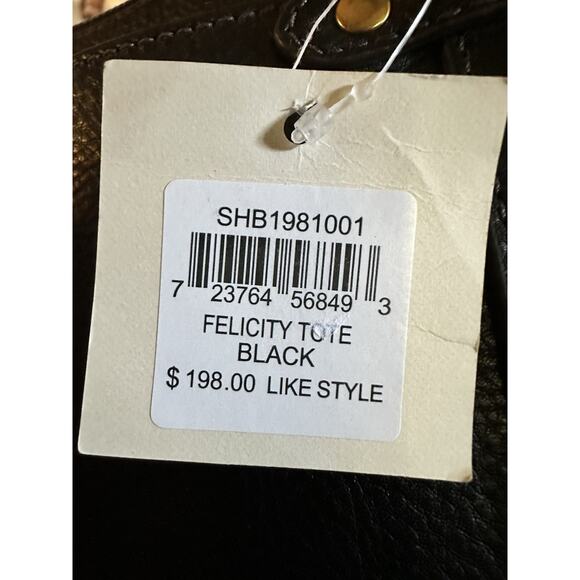 SHB1981001
7 23764 56849 3
FELICITY TOTE
BLACK
$ 198.00 LIKE STYLE